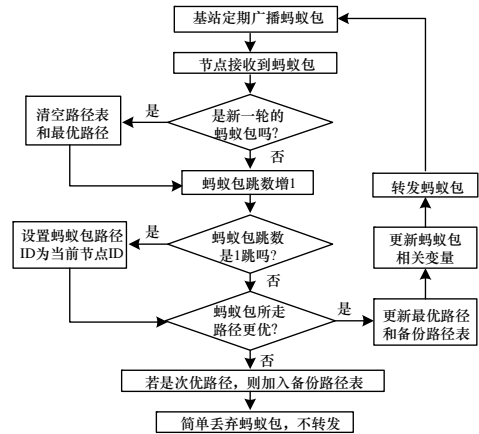 基站定期广播蚂蚁包
节点接收到蚂蚁包
是新一轮的
蚂蚁包吗?
是
清空路径表
和最优路径
否
蚂蚁包跳数增1
蚂蚁包跳数
是1跳吗?
是
设置蚂蚁包路径
ID为当前节点ID
否
蚂蚁包所走
路径更优?
是
更新最优路径
和备份路径表
更新蚂蚁包
相关变量
转发蚂蚁包
否
若是次优路径，则加入备份路径表
简单丢弃蚂蚁包，不转发